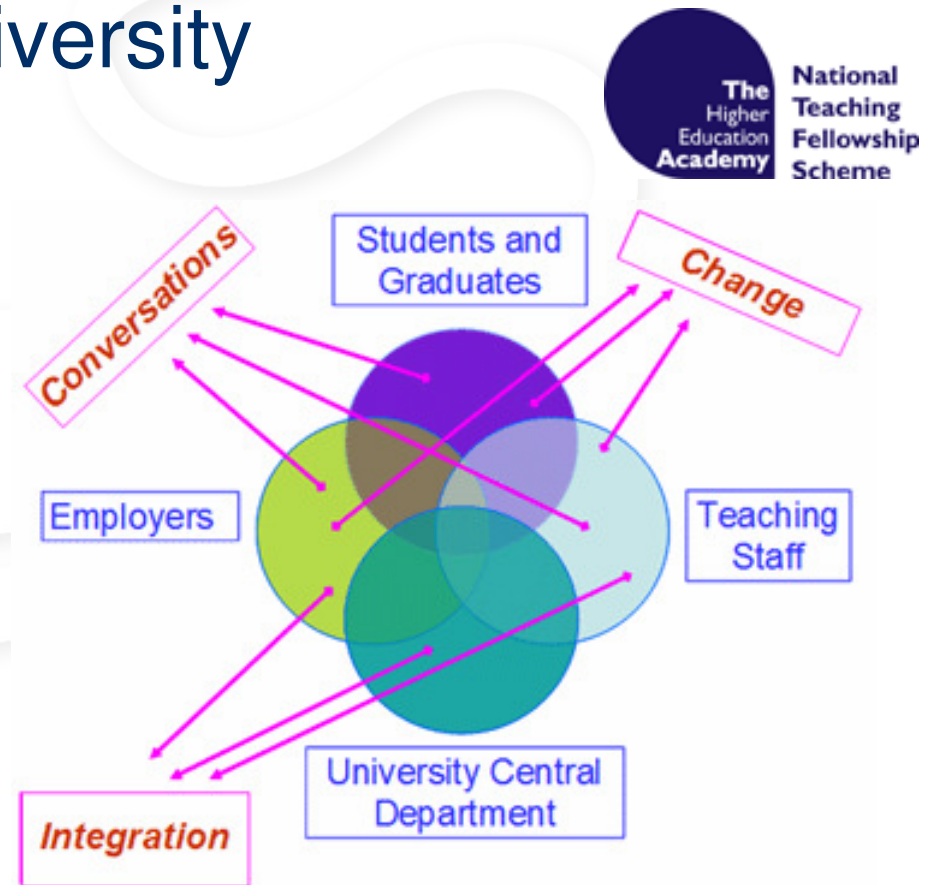 iversity
The
Higher
Education
Academy
National
Teaching
Fellowship
Scheme
Conversations
Students and
Graduates
Change
Employers
Teaching
Staff
University Central
Department
Integration